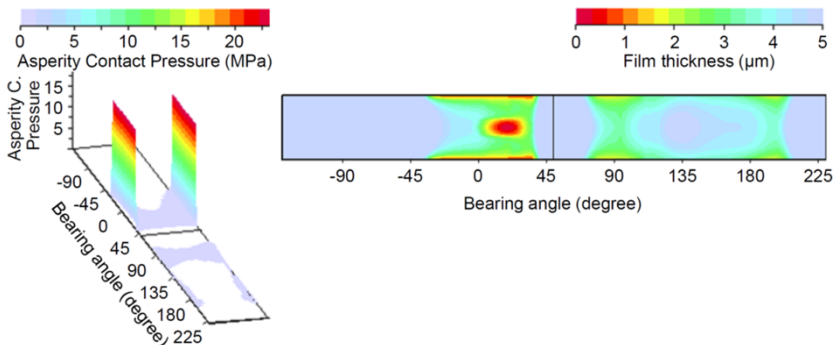 0 5 10 15 20
Asperity Contact Pressure (MPa)
Asperity C.
Pressure
15
10
5
-90
-45
0
45
90
135
180
225
Bearing angle (degree)
0 1 2 3 4 5
Film thickness (μm)
-90 -45 0 45 90 135 180 225
Bearing angle (degree)